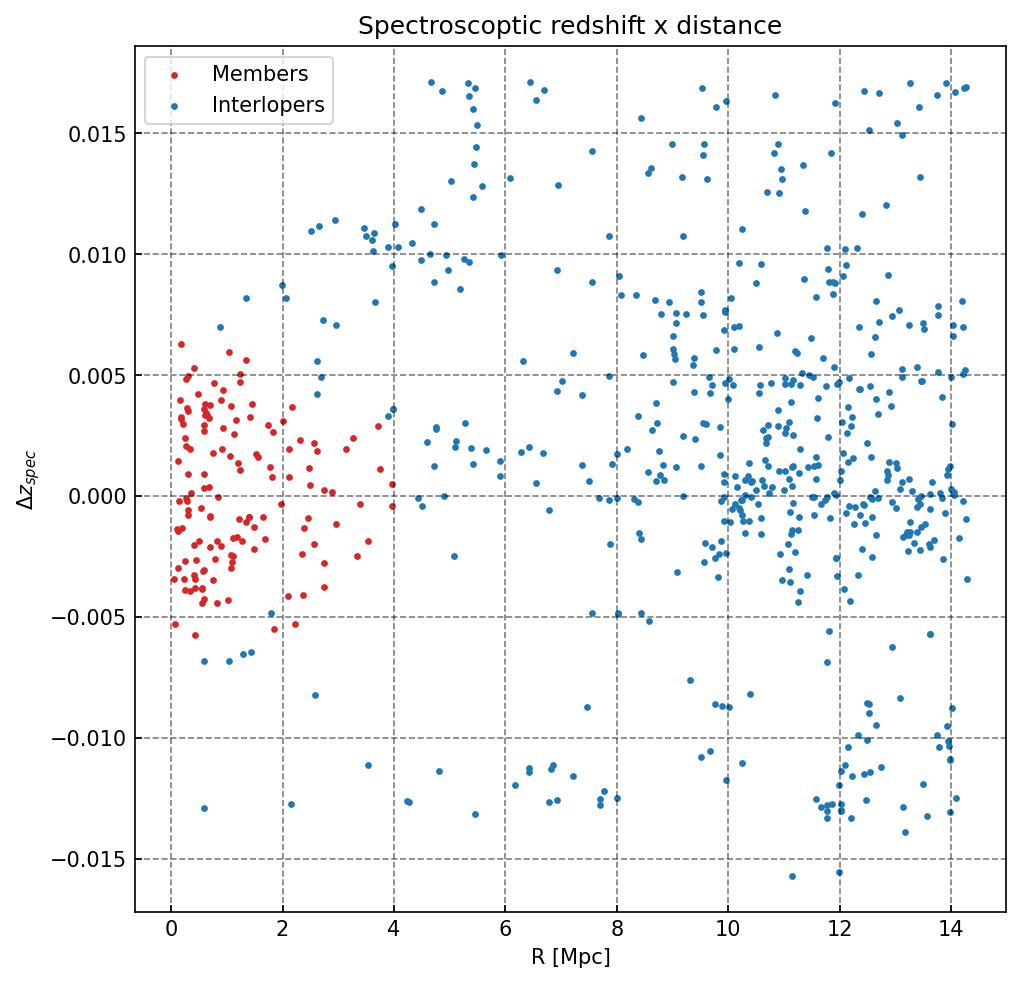 Spectroscoptic redshift x distance
Members
Interlopers
0.015
0.010
0.005
0.000
−0.005
−0.010
−0.015
Δz_spec
0 2 4 6 8 10 12 14
R [Mpc]